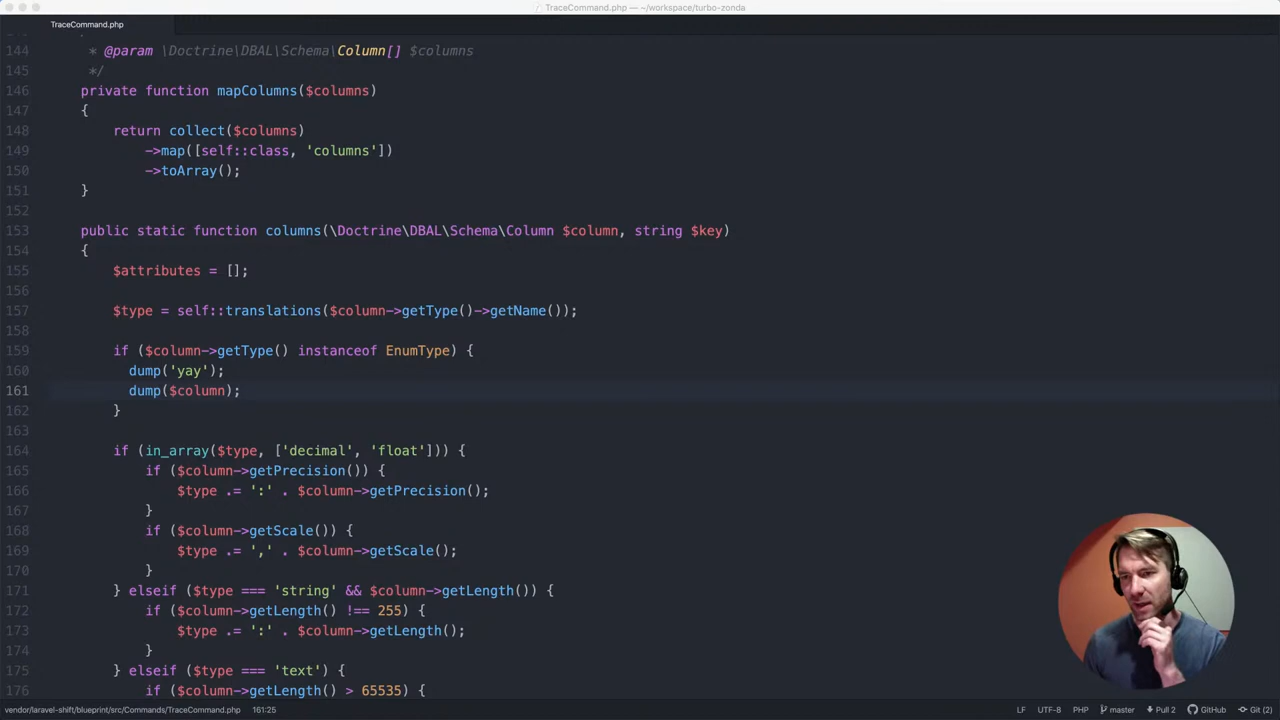 TraceCommand.php — ~/workspace/turbo-zonda
TraceCommand.php
144 * @param \Doctrine\DBAL\Schema\Column[] $columns
145 */
146 private function mapColumns($columns)
147 {
148 return collect($columns)
149 ->map([self::class, 'columns'])
150 ->toArray();
151 }
152
153 public static function columns(\Doctrine\DBAL\Schema\Column $column, string $key)
154 {
155 $attributes = [];
156
157 $type = self::translations($column->getType()->getName());
158
159 if ($column->getType() instanceof EnumType) {
160 dump('yay');
161 dump($column);
162 }
163
164 if (in_array($type, ['decimal', 'float'])) {
165 if ($column->getPrecision()) {
166 $type .= ':' . $column->getPrecision();
167 }
168 if ($column->getScale()) {
169 $type .= ',' . $column->getScale();
170 }
171 } elseif ($type === 'string' && $column->getLength()) {
172 if ($column->getLength() !== 255) {
173 $type .= ':' . $column->getLength();
174 }
175 } elseif ($type === 'text') {
176 if ($column->getLength() > 65535) {
vendor/laravel-shift/blueprint/src/Commands/TraceCommand.php 161:25 LF UTF-8 PHP master Pull 2 GitHub Git (2)